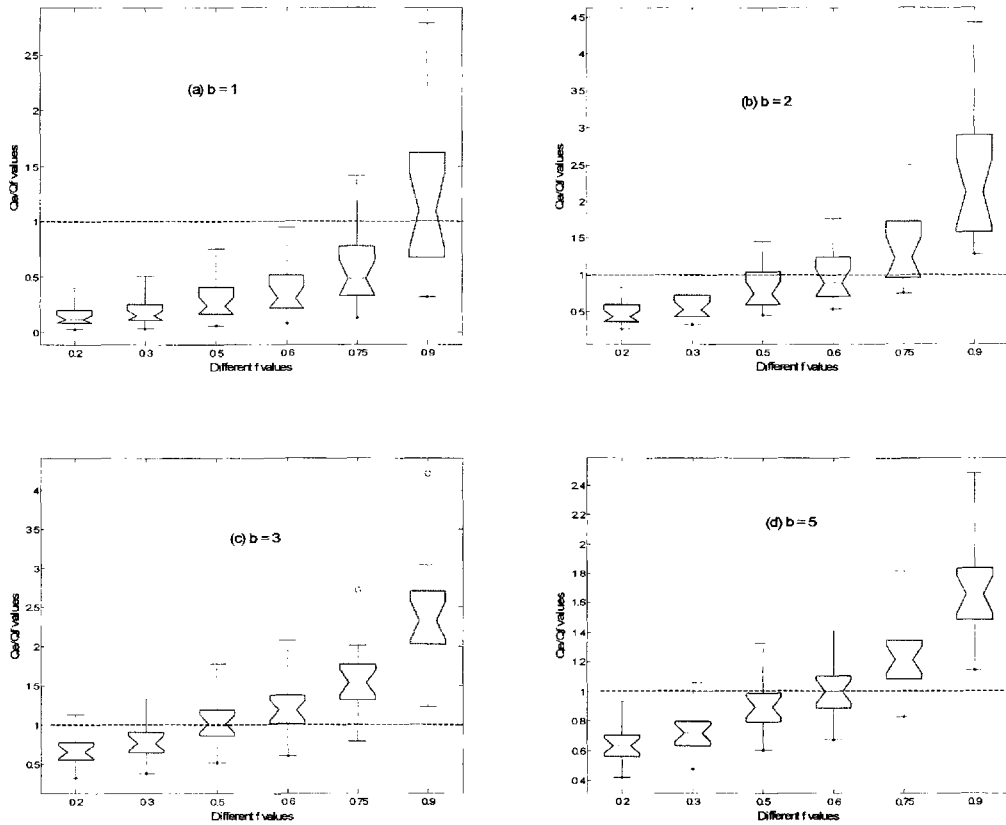 2.5
2
1.5
1
0.5
0
Qe/Qf values
(a) b = 1
0.2 0.3 0.5 0.6 0.75 0.9
Different f values
4.5
4
3.5
3
2.5
2
1.5
1
0.5
Qe/Qf values
(b) b = 2
0.2 0.3 0.5 0.6 0.75 0.9
Different f values
4
3.5
3
2.5
2
1.5
1
0.5
Qe/Qf values
(c) b = 3
0.2 0.3 0.5 0.6 0.75 0.9
Different f values
2.4
2.2
2
1.8
1.6
1.4
1.2
1
0.8
0.6
0.4
Qe/Qf values
(d) b = 5
0.2 0.3 0.5 0.6 0.75 0.9
Different f values